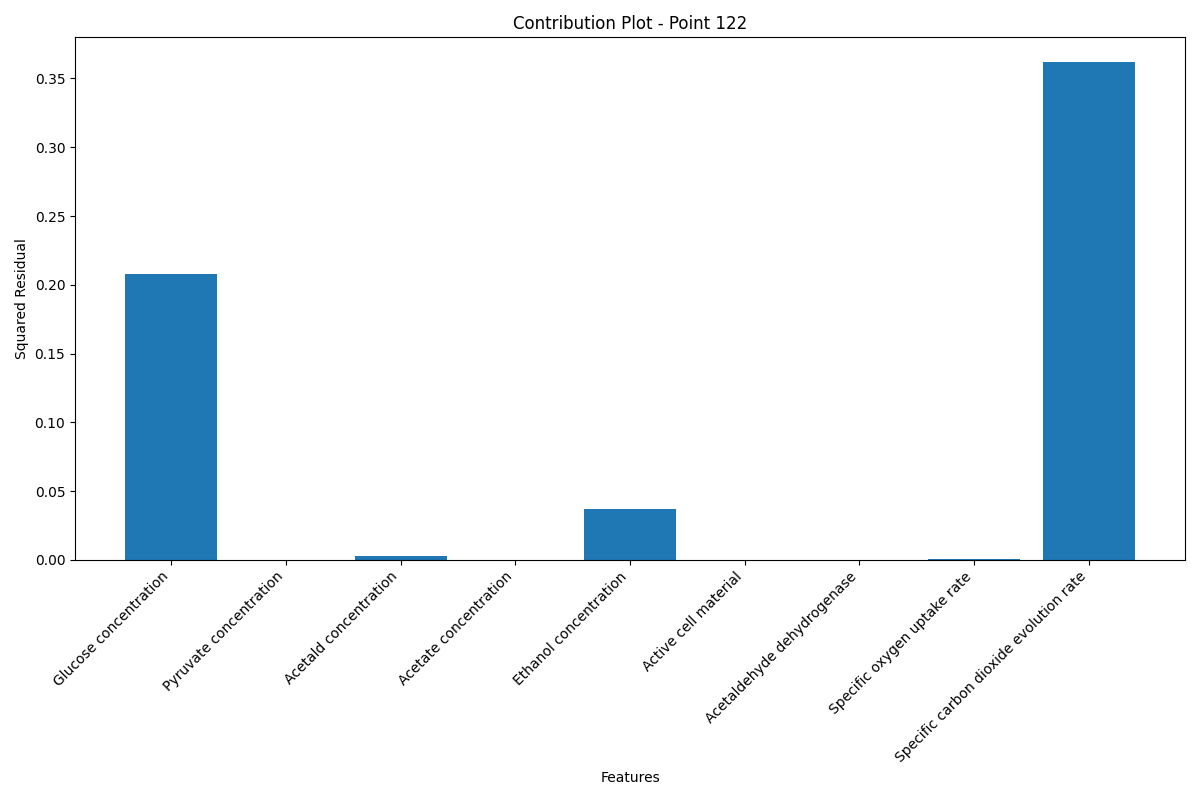 Contribution Plot - Point 122
Squared Residual
0.35
0.30
0.25
0.20
0.15
0.10
0.05
0.00
Glucose concentration
Pyruvate concentration
Acetald concentration
Acetate concentration
Ethanol concentration
Active cell material
Acetaldehyde dehydrogenase
Specific oxygen uptake rate
Specific carbon dioxide evolution rate
Features